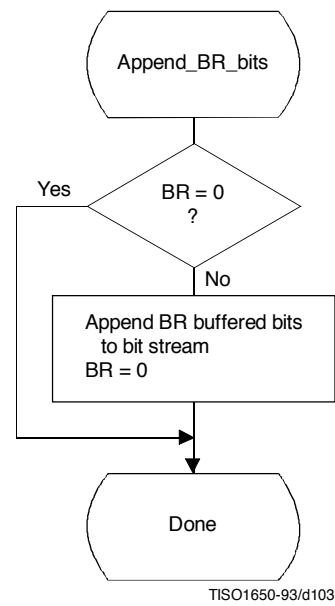 Append_BR_bits
Yes
BR = 0
?
No
Append BR buffered bits
to bit stream
BR = 0
Done
TISO1650-93/d103